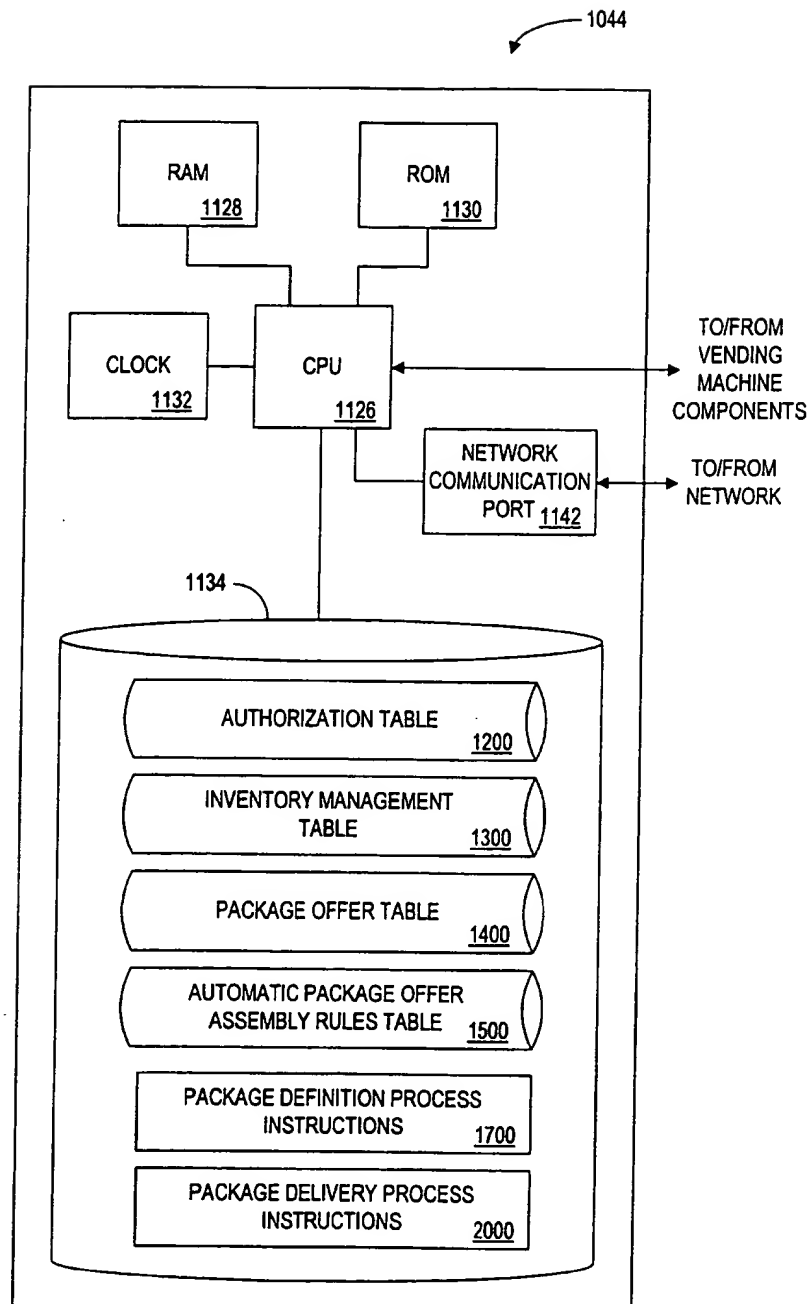 1044
RAM
1128
ROM
1130
CLOCK
1132
CPU
1126
TO/FROM
VENDING
MACHINE
COMPONENTS
NETWORK
COMMUNICATION
PORT 1142
TO/FROM
NETWORK
1134
AUTHORIZATION TABLE
1200
INVENTORY MANAGEMENT
TABLE
1300
PACKAGE OFFER TABLE
1400
AUTOMATIC PACKAGE OFFER
ASSEMBLY RULES TABLE
1500
PACKAGE DEFINITION PROCESS
INSTRUCTIONS
1700
PACKAGE DELIVERY PROCESS
INSTRUCTIONS
2000